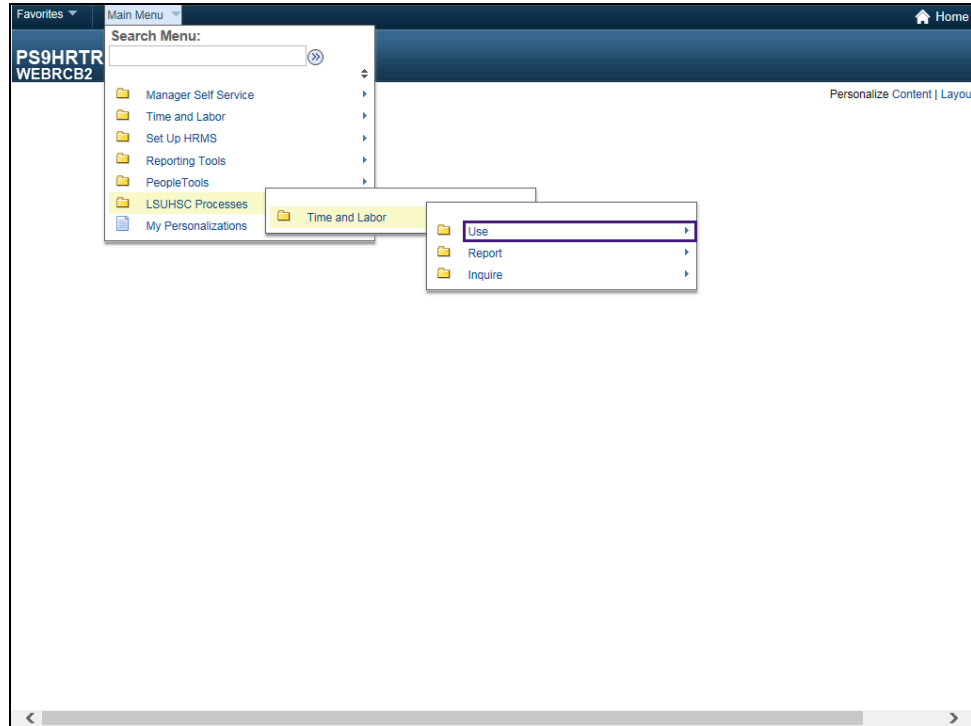 Favorites
Main Menu
Home
Search Menu:
PS9HRTR
WEBRCB2
Personalize Content | Layou
Manager Self Service
Time and Labor
Set Up HRMS
Reporting Tools
PeopleTools
LSUHSC Processes
My Personalizations
Time and Labor
Use
Report
Inquire